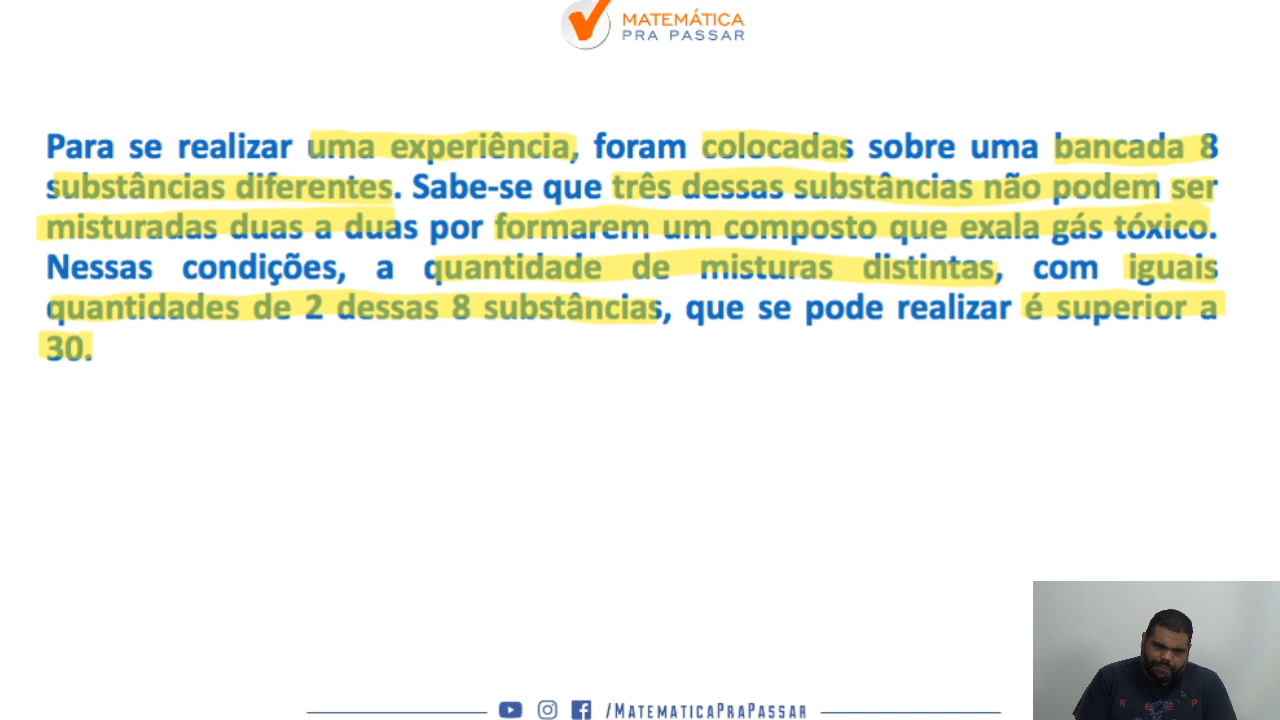 MATEMÁTICA
PRA PASSAR
Para se realizar uma experiência, foram colocadas sobre uma bancada 8
substâncias diferentes. Sabe-se que três dessas substâncias não podem ser
misturadas duas a duas por formarem um composto que exala gás tóxico.
Nessas condições, a quantidade de misturas distintas, com iguais
quantidades de 2 dessas 8 substâncias, que se pode realizar é superior a
30.
/MATEMATICAPRAPASSAR